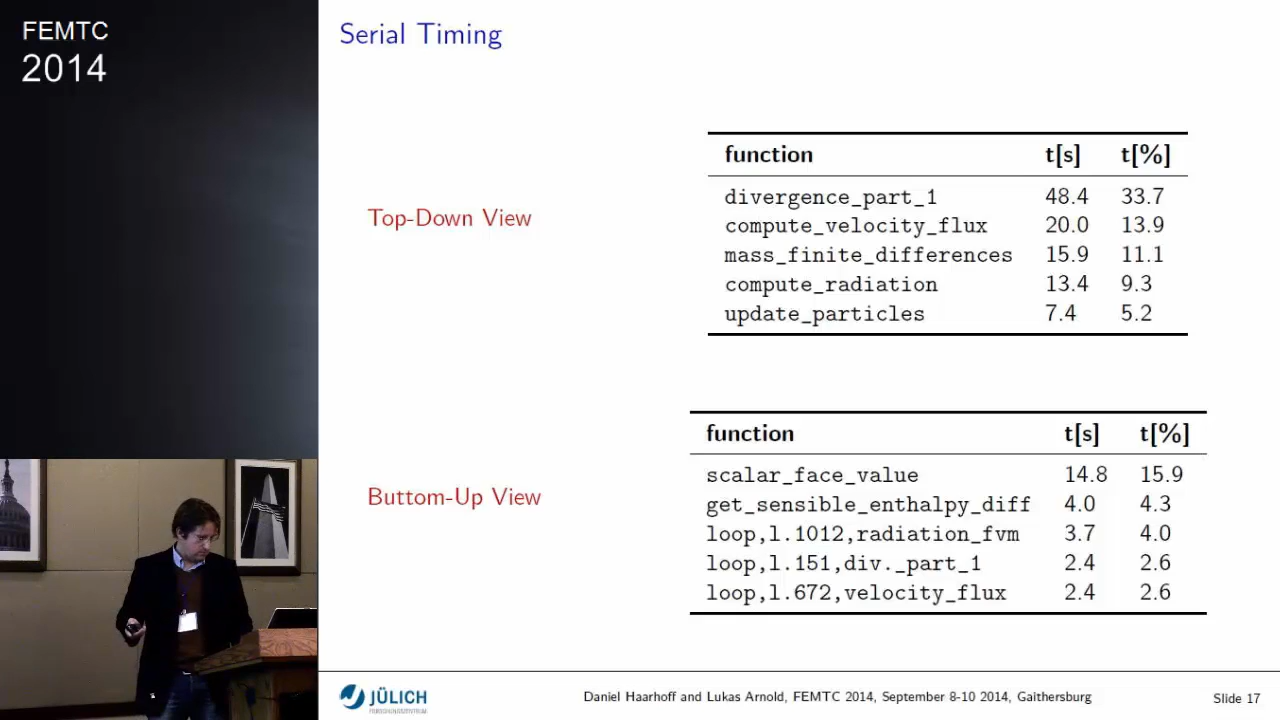 FEMTC
2014
Serial Timing
Top-Down View
function t[s] t[%]
divergence_part_1 48.4 33.7
compute_velocity_flux 20.0 13.9
mass_finite_differences 15.9 11.1
compute_radiation 13.4 9.3
update_particles 7.4 5.2
Buttom-Up View
function t[s] t[%]
scalar_face_value 14.8 15.9
get_sensible_enthalpy_diff 4.0 4.3
loop,l.1012,radiation_fvm 3.7 4.0
loop,l.151,div._part_1 2.4 2.6
loop,l.672,velocity_flux 2.4 2.6
JÜLICH
FORSCHUNGSZENTRUM
Daniel Haarhoff and Lukas Arnold, FEMTC 2014, September 8-10 2014, Gaithersburg
Slide 17